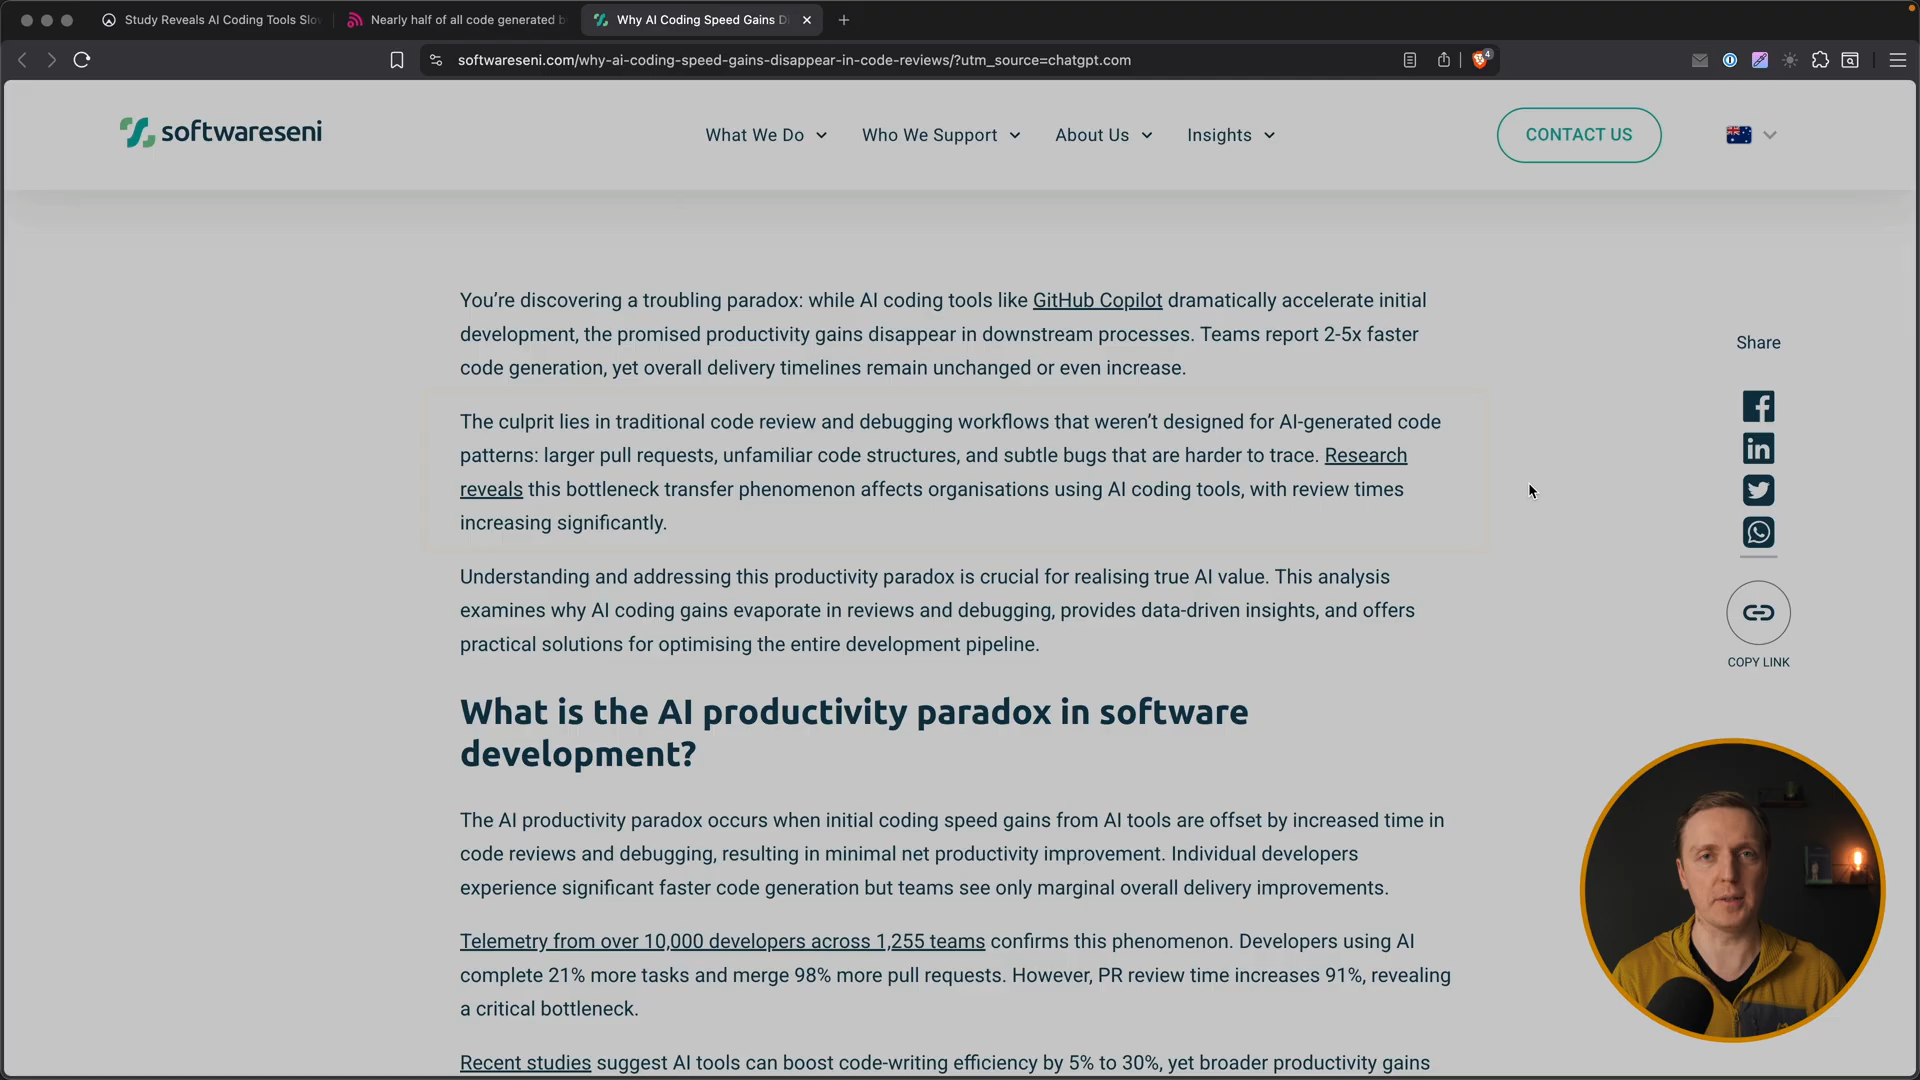 Study Reveals AI Coding Tools Slo
Nearly half of all code generated b
Why AI Coding Speed Gains D
softwareseni.com/why-ai-coding-speed-gains-disappear-in-code-reviews/?utm_source=chatgpt.com
4
softwareseni
What We Do
Who We Support
About Us
Insights
CONTACT US
You’re discovering a troubling paradox: while AI coding tools like GitHub Copilot dramatically accelerate initial
development, the promised productivity gains disappear in downstream processes. Teams report 2-5x faster
code generation, yet overall delivery timelines remain unchanged or even increase.
The culprit lies in traditional code review and debugging workflows that weren’t designed for AI-generated code
patterns: larger pull requests, unfamiliar code structures, and subtle bugs that are harder to trace. Research
reveals this bottleneck transfer phenomenon affects organisations using AI coding tools, with review times
increasing significantly.
Understanding and addressing this productivity paradox is crucial for realising true AI value. This analysis
examines why AI coding gains evaporate in reviews and debugging, provides data-driven insights, and offers
practical solutions for optimising the entire development pipeline.
What is the AI productivity paradox in software
development?
The AI productivity paradox occurs when initial coding speed gains from AI tools are offset by increased time in
code reviews and debugging, resulting in minimal net productivity improvement. Individual developers
experience significant faster code generation but teams see only marginal overall delivery improvements.
Telemetry from over 10,000 developers across 1,255 teams confirms this phenomenon. Developers using AI
complete 21% more tasks and merge 98% more pull requests. However, PR review time increases 91%, revealing
a critical bottleneck.
Recent studies suggest AI tools can boost code-writing efficiency by 5% to 30%, yet broader productivity gains
Share
COPY LINK